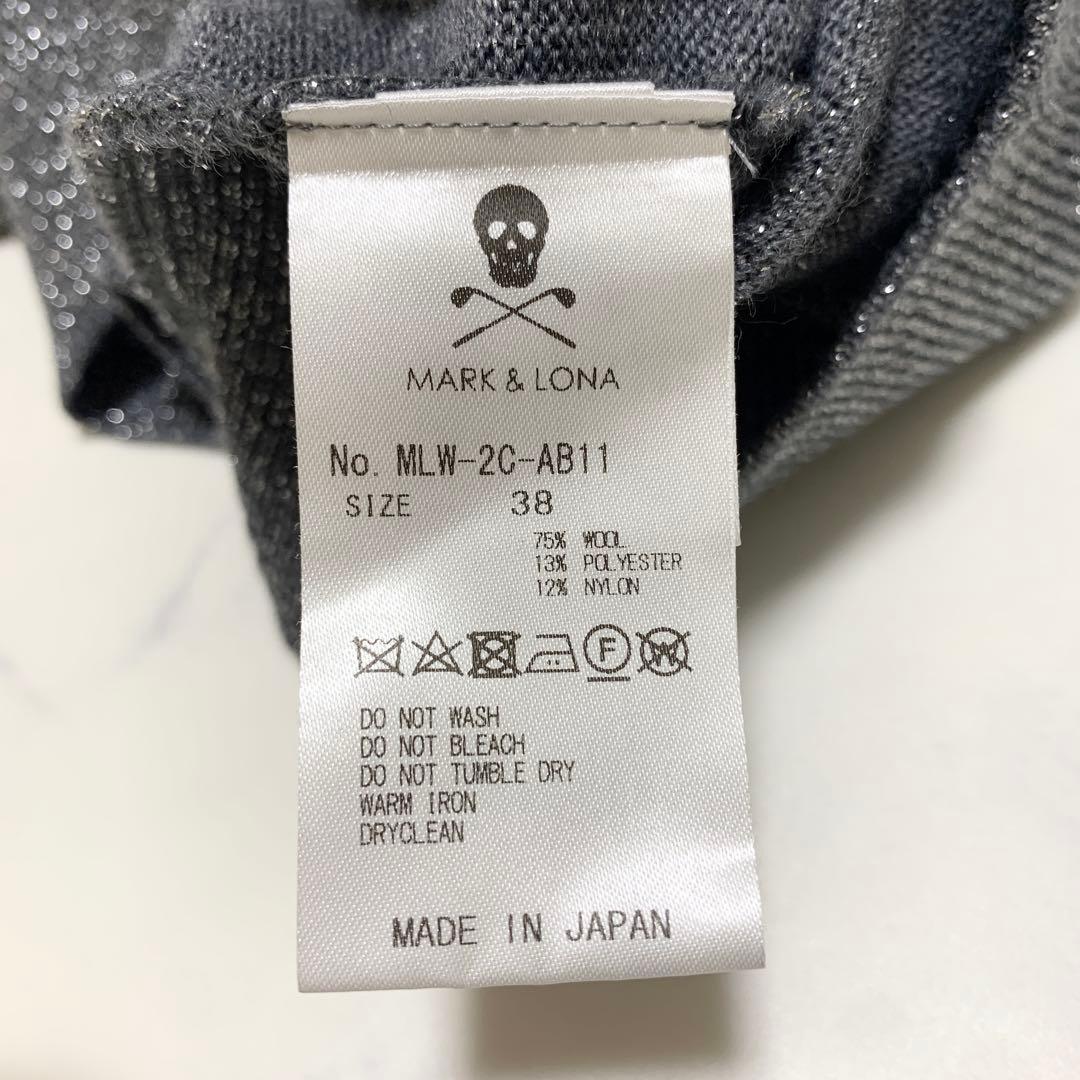 MARK & LONA
No. MLW-2C-AB11
SIZE 38
75% WOOL
13% POLYESTER
12% NYLON
F W
DO NOT WASH
DO NOT BLEACH
DO NOT TUMBLE DRY
WARM IRON
DRYCLEAN
MADE IN JAPAN